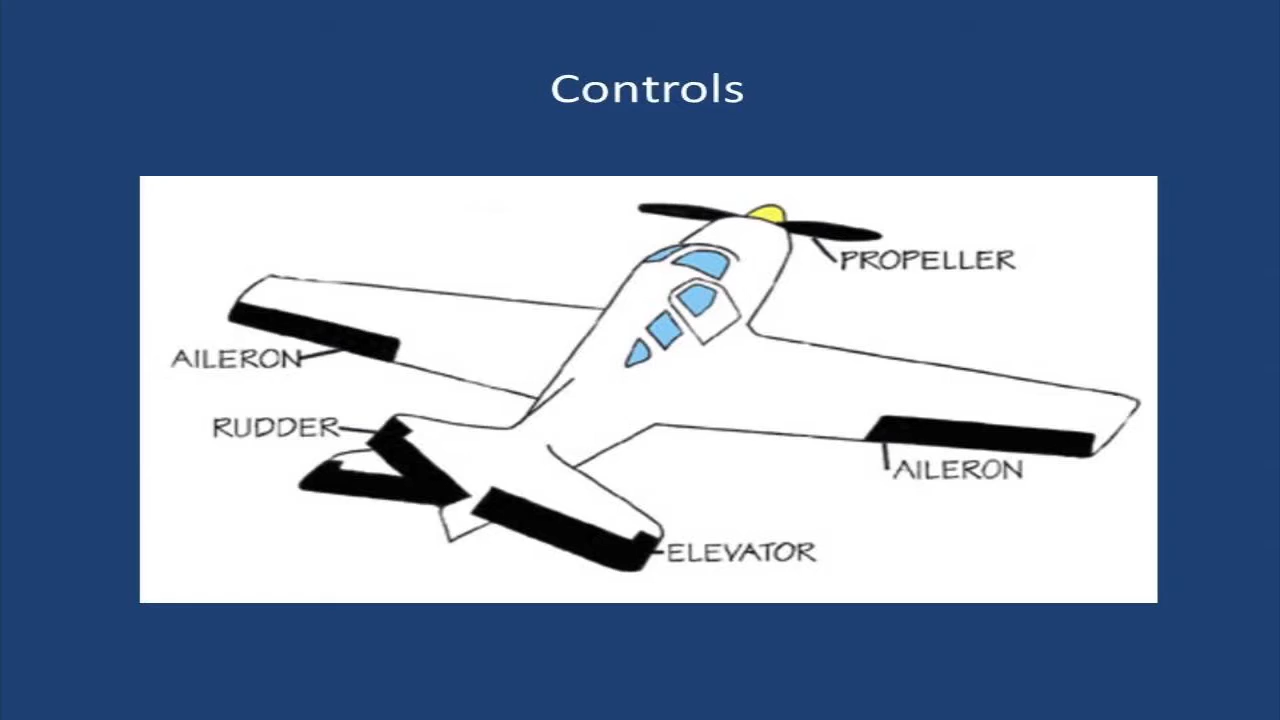 Controls
PROPELLER
AILERON
RUDDER
AILERON
ELEVATOR